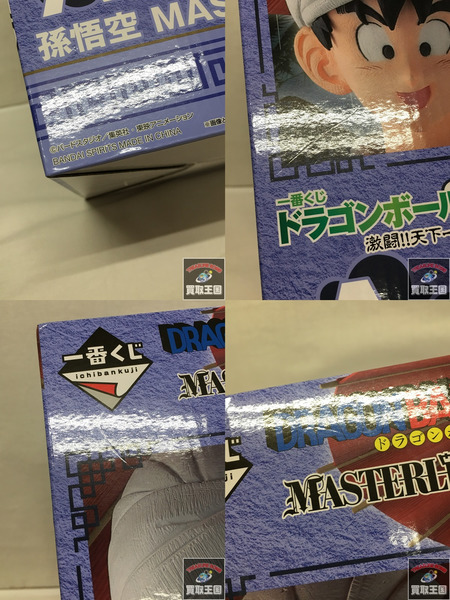 孫悟空 MAS
©バードスタジオ/集英社・東映アニメーション
BANDAI SPIRITS MADE IN CHINA
買取王国
一番くじ
ドラゴンボール
激闘!!天下一
買取王国
一番くじ
ichibankuji
DRAG
MAS
買取王国
DRAGON BA
ドラゴン
じ
MASTERL
買取王国